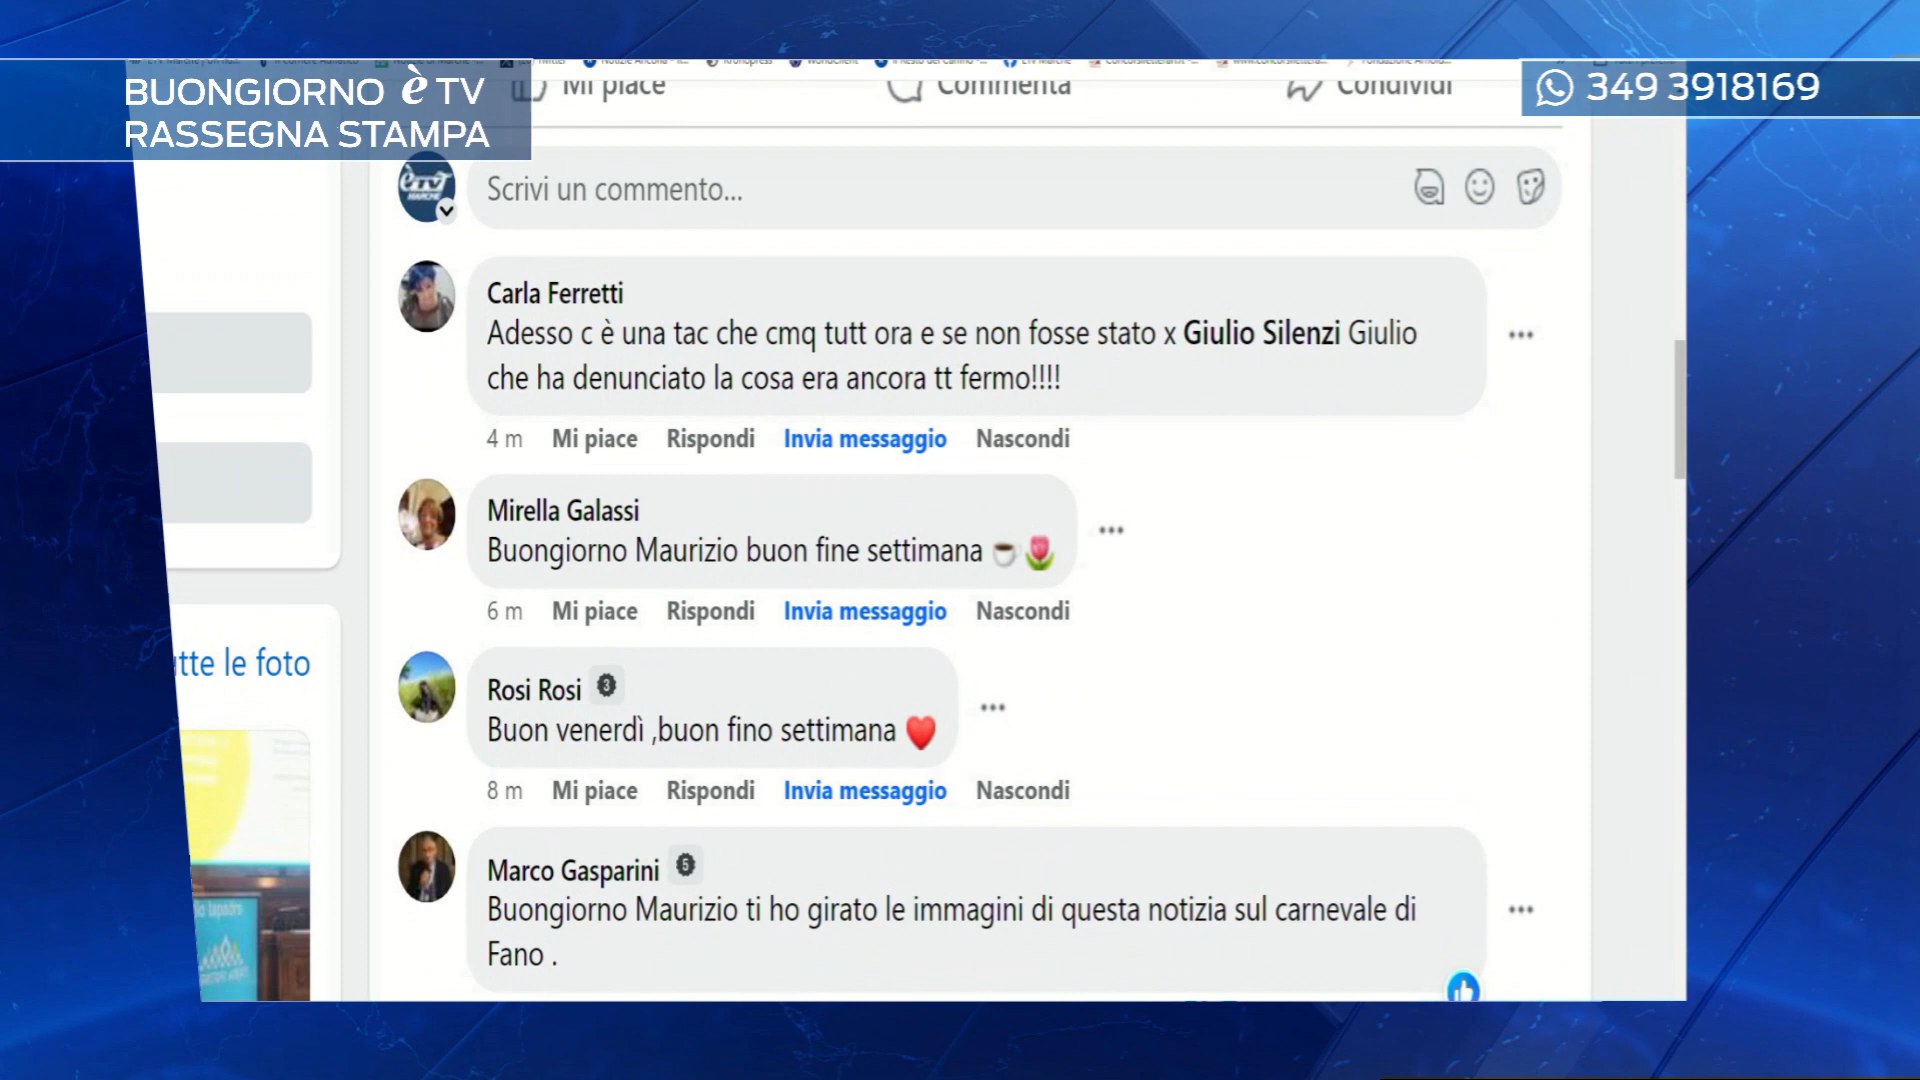 BUONGIORNO è TV
RASSEGNA STAMPA
349 3918169
Mi piace
Commenta
Condividi
èTV
MARCHE
Scrivi un commento...
Carla Ferretti
Adesso c è una tac che cmq tutt ora e se non fosse stato x Giulio Silenzi Giulio
che ha denunciato la cosa era ancora tt fermo!!!!
4 m Mi piace Rispondi Invia messaggio Nascondi
Mirella Galassi
Buongiorno Maurizio buon fine settimana ☕🌷
6 m Mi piace Rispondi Invia messaggio Nascondi
Rosi Rosi 3
Buon venerdì ,buon fino settimana ❤️
8 m Mi piace Rispondi Invia messaggio Nascondi
tte le foto
Marco Gasparini 5
Buongiorno Maurizio ti ho girato le immagini di questa notizia sul carnevale di
Fano .